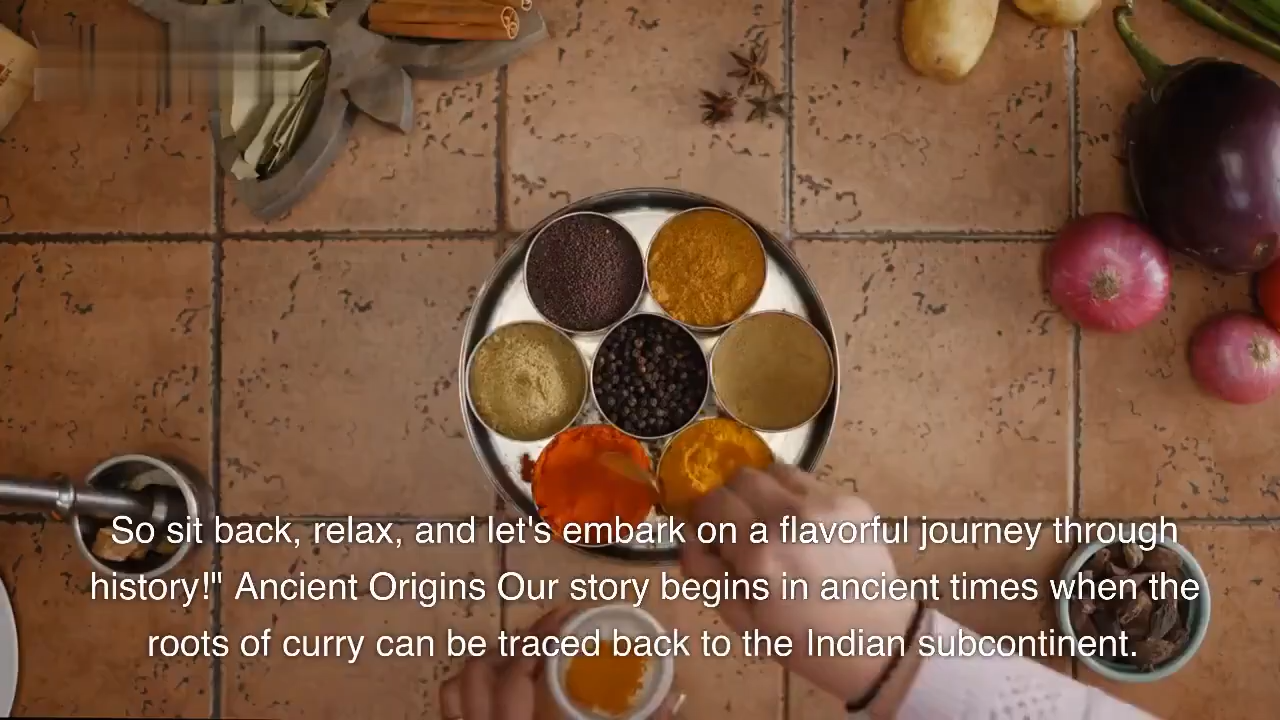 So sit back, relax, and let's embark on a flavorful journey through
history!" Ancient Origins Our story begins in ancient times when the
roots of curry can be traced back to the Indian subcontinent.